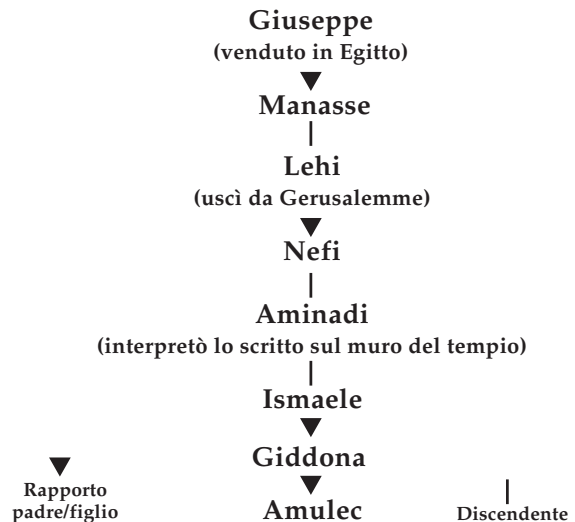 Giuseppe
(venduto in Egitto)
Manasse
Lehi
(uscì da Gerusalemme)
Nefi
Aminadi
(interpretò lo scritto sul muro del tempio)
Ismaele
Giddona
Amulec
Rapporto
padre/figlio
Discendente